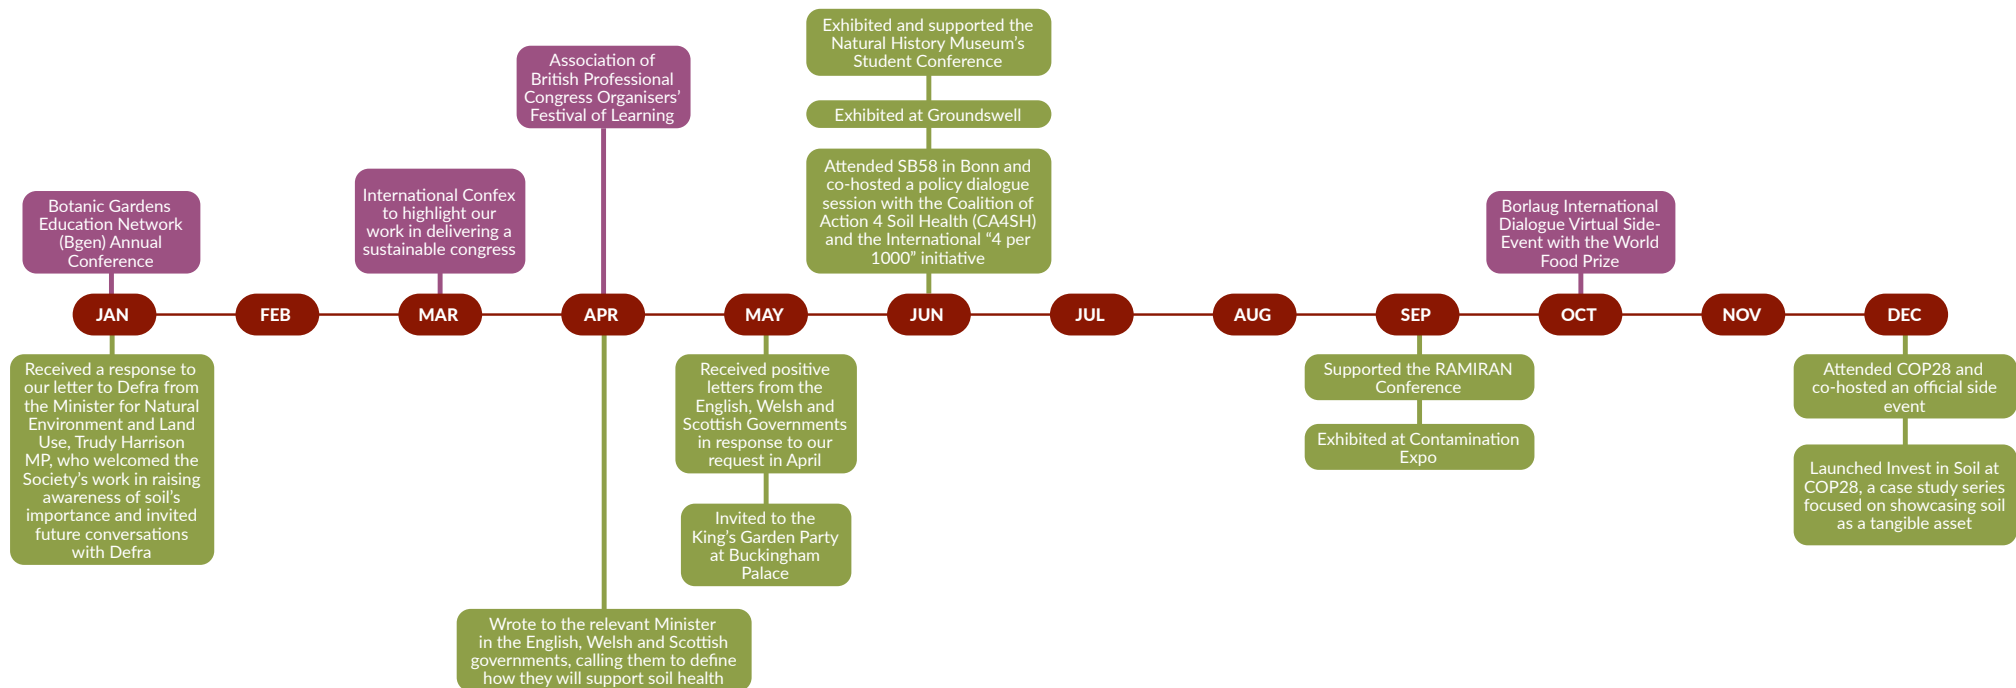 Exhibited and supported the
Natural History Museum’s
Student Conference
Association of
British Professional
Congress Organisers’
Festival of Learning
Exhibited at Groundswell
Attended SB58 in Bonn and
co-hosted a policy dialogue
session with the Coalition of
Action 4 Soil Health (CA4SH)
and the International “4 per
1000” initiative
International Confex
to highlight our
work in delivering a
sustainable congress
Botanic Gardens
Education Network
(Bgen) Annual
Conference
Borlaug International
Dialogue Virtual Side-
Event with the World
Food Prize
JAN FEB MAR APR MAY JUN JUL AUG SEP OCT NOV DEC
Received a response to
our letter to Defra from
the Minister for Natural
Environment and Land
Use, Trudy Harrison
MP, who welcomed the
Society’s work in raising
awareness of soil’s
importance and invited
future conversations
with Defra
Received positive
letters from the
English, Welsh and
Scottish Governments
in response to our
request in April
Invited to the
King’s Garden Party
at Buckingham
Palace
Wrote to the relevant Minister
in the English, Welsh and Scottish
governments, calling them to define
how they will support soil health
Supported the RAMIRAN
Conference
Exhibited at Contamination
Expo
Attended COP28 and
co-hosted an official side
event
Launched Invest in Soil at
COP28, a case study series
focused on showcasing soil
as a tangible asset